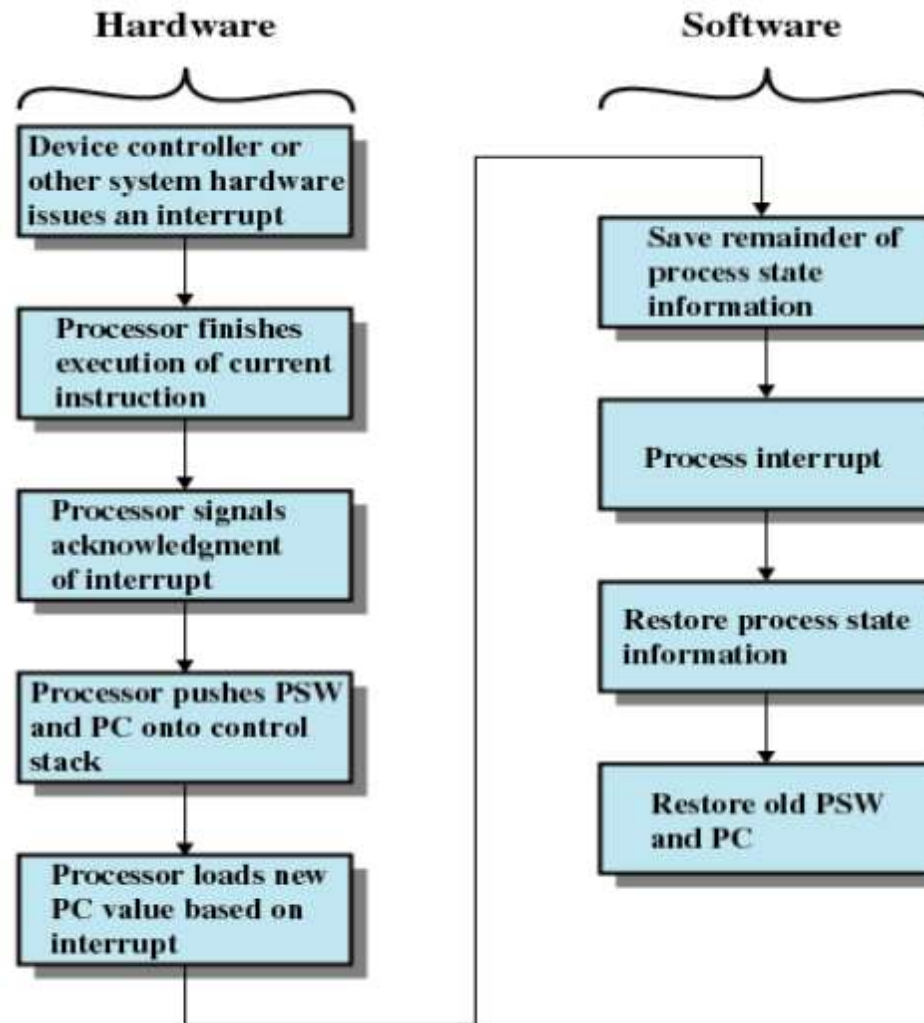 Hardware
Device controller or
other system hardware
issues an interrupt
Processor finishes
execution of current
instruction
Processor signals
acknowledgment
of interrupt
Processor pushes PSW
and PC onto control
stack
Processor loads new
PC value based on
interrupt
Software
Save remainder of
process state
information
Process interrupt
Restore process state
information
Restore old PSW
and PC